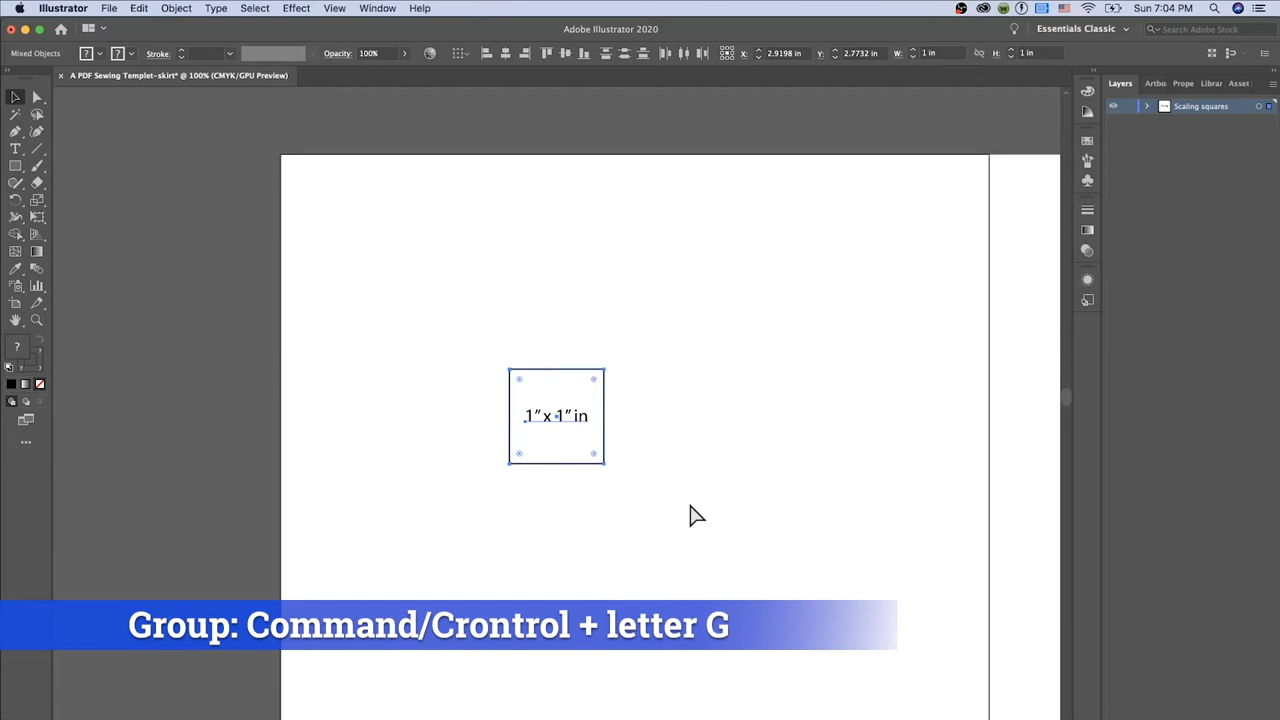 Illustrator File Edit Object Type Select Effect View Window Help Sun 7:04 PM
Adobe Illustrator 2020 Essentials Classic Search Adobe Stock
Mixed Objects ? ? Stroke: Opacity: 100% X: 2.9198 in Y: 2.7732 in W: 1 in H: 1 in
× A PDF Sewing Templet-skirt* @ 100% (CMYK/GPU Preview) Layers Artbo Prope Librar Asset
Scaling squares
?
1” x 1” in
Group: Command/Crontrol + letter G